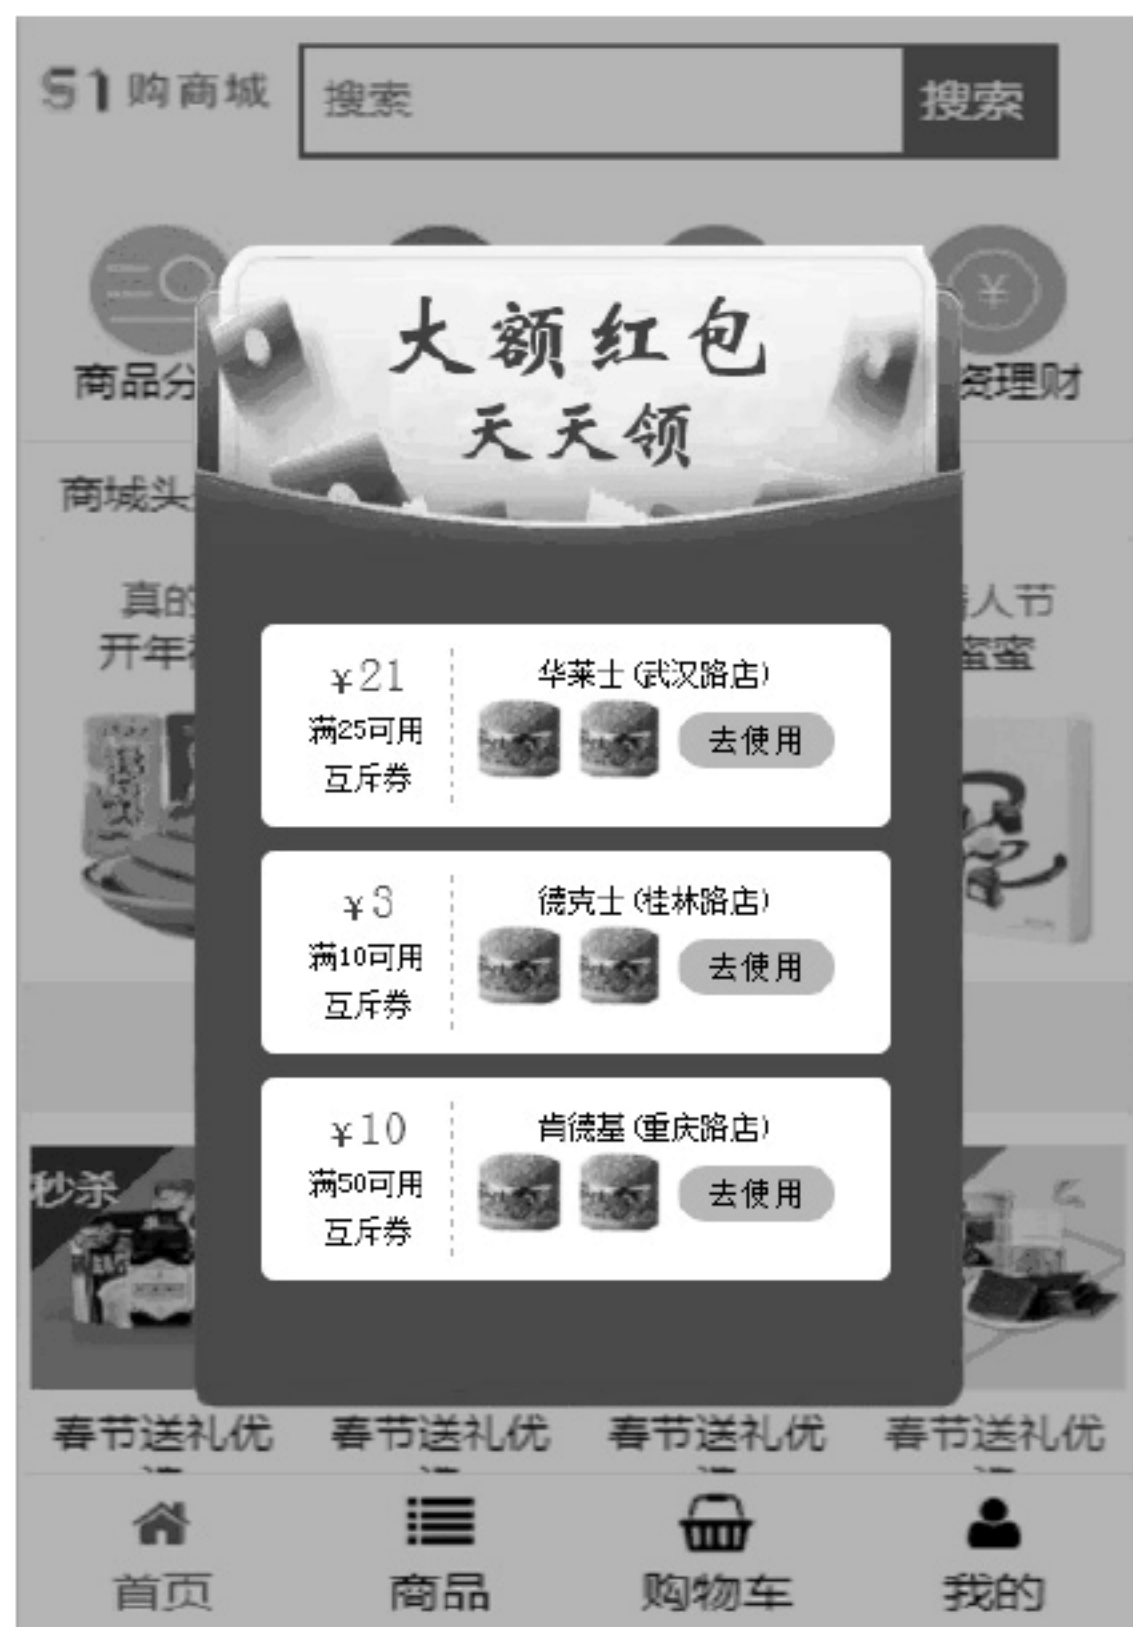 51购商城
搜索
搜索
大额红包
天天领
商品分
资理财
商城头
真的
人节
开年
蜜蜜
¥21
满25可用
互斥券
华莱士(武汉路店)
去使用
¥3
满10可用
互斥券
德克士(桂林路店)
去使用
¥10
满50可用
互斥券
肯德基(重庆路店)
去使用
秒杀
春节送礼优
春节送礼优
春节送礼优
春节送礼优
首页
商品
购物车
我的